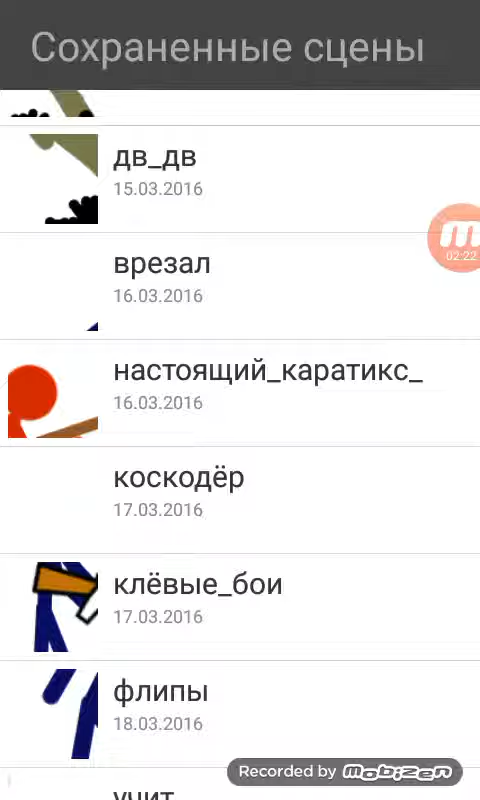 Сохраненные сцены
дв_дв
15.03.2016
врезал
16.03.2016
02:22
настоящий_каратикс_
16.03.2016
коскодёр
17.03.2016
клёвые_бои
17.03.2016
флипы
18.03.2016
Recorded by Mobizen
учит